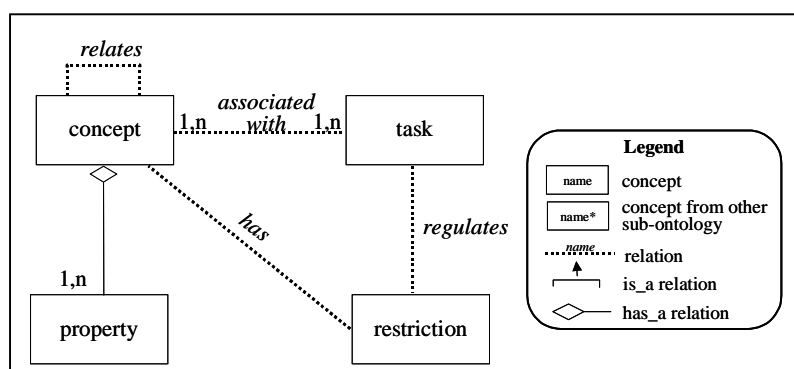 relates
concept
1,n
associated
with
1,n
task
has
regulates
1,n
property
restriction
Legend
name
concept
name*
concept from other
sub-ontology
name
relation
is_a relation
has_a relation